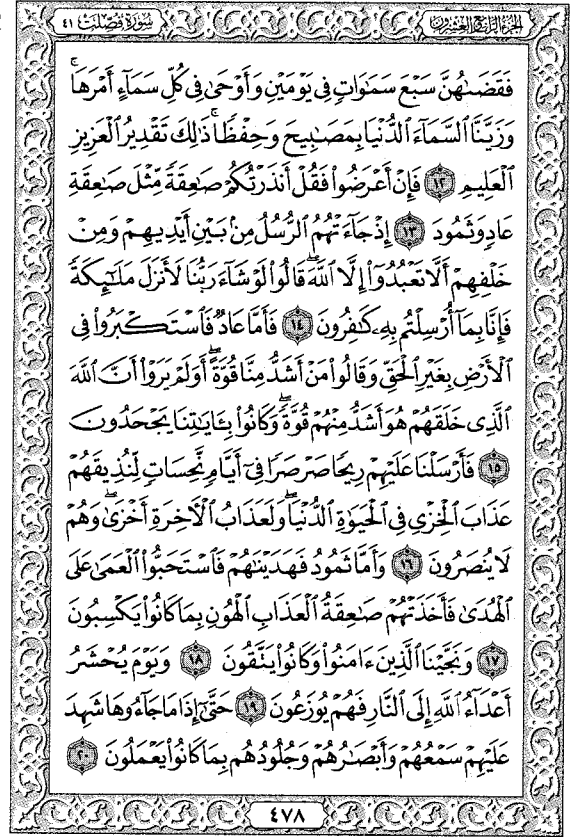 الجزء الرابع والعشرون
سورة فصلت ٤١
فَقَضَىٰهُنَّ سَبْعَ سَمَٰوَاتٍ فِي يَوْمَيْنِ وَأَوْحَىٰ فِي كُلِّ سَمَآءٍ أَمْرَهَا ۚ
وَزَيَّنَّا ٱلسَّمَآءَ ٱلدُّنْيَا بِمَصَٰبِيحَ وَحِفْظًا ۚ ذَٰلِكَ تَقْدِيرُ ٱلْعَزِيزِ
ٱلْعَلِيمِ ١٢ فَإِنْ أَعْرَضُوا۟ فَقُلْ أَنذَرْتُكُمْ صَٰعِقَةً مِّثْلَ صَٰعِقَةِ
عَادٍ وَثَمُودَ ١٣ إِذْ جَآءَتْهُمُ ٱلرُّسُلُ مِنۢ بَيْنِ أَيْدِيهِمْ وَمِنْ
خَلْفِهِمْ أَلَّا تَعْبُدُوٓا۟ إِلَّا ٱللَّهَ ۖ قَالُوا۟ لَوْ شَآءَ رَبُّنَا لَأَنزَلَ مَلَٰٓئِكَةً
فَإِنَّا بِمَآ أُرْسِلْتُم بِهِۦ كَٰفِرُونَ ١٤ فَأَمَّا عَادٌ فَٱسْتَكْبَرُوا۟ فِي
ٱلْأَرْضِ بِغَيْرِ ٱلْحَقِّ وَقَالُوا۟ مَنْ أَشَدُّ مِنَّا قُوَّةً ۖ أَوَلَمْ يَرَوْا۟ أَنَّ ٱللَّهَ
ٱلَّذِي خَلَقَهُمْ هُوَ أَشَدُّ مِنْهُمْ قُوَّةً ۖ وَكَانُوا۟ بِـَٔايَٰتِنَا يَجْحَدُونَ
١٥ فَأَرْسَلْنَا عَلَيْهِمْ رِيحًا صَرْصَرًا فِيٓ أَيَّامٍ نَّحِسَاتٍ لِّنُذِيقَهُمْ
عَذَابَ ٱلْخِزْيِ فِي ٱلْحَيَوٰةِ ٱلدُّنْيَا ۖ وَلَعَذَابُ ٱلْءَاخِرَةِ أَخْزَىٰ ۖ وَهُمْ
لَا يُنصَرُونَ ١٦ وَأَمَّا ثَمُودُ فَهَدَيْنَٰهُمْ فَٱسْتَحَبُّوا۟ ٱلْعَمَىٰ عَلَى
ٱلْهُدَىٰ فَأَخَذَتْهُمْ صَٰعِقَةُ ٱلْعَذَابِ ٱلْهُونِ بِمَا كَانُوا۟ يَكْسِبُونَ
١٧ وَنَجَّيْنَا ٱلَّذِينَ ءَامَنُوا۟ وَكَانُوا۟ يَتَّقُونَ ١٨ وَيَوْمَ يُحْشَرُ
أَعْدَآءُ ٱللَّهِ إِلَى ٱلنَّارِ فَهُمْ يُوزَعُونَ ١٩ حَتَّىٰٓ إِذَا مَا جَآءُوهَا شَهِدَ
عَلَيْهِمْ سَمْعُهُمْ وَأَبْصَٰرُهُمْ وَجُلُودُهُم بِمَا كَانُوا۟ يَعْمَلُونَ ٢٠
٤٧٨